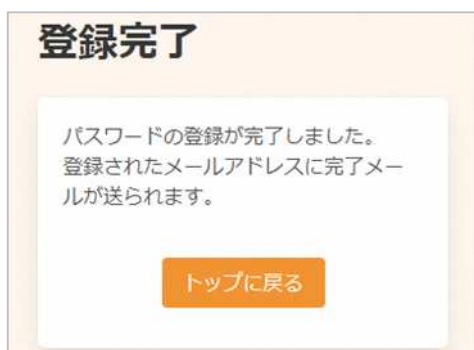 登録完了
パスワードの登録が完了しました。
登録されたメールアドレスに完了メー
ルが送られます。
トップに戻る